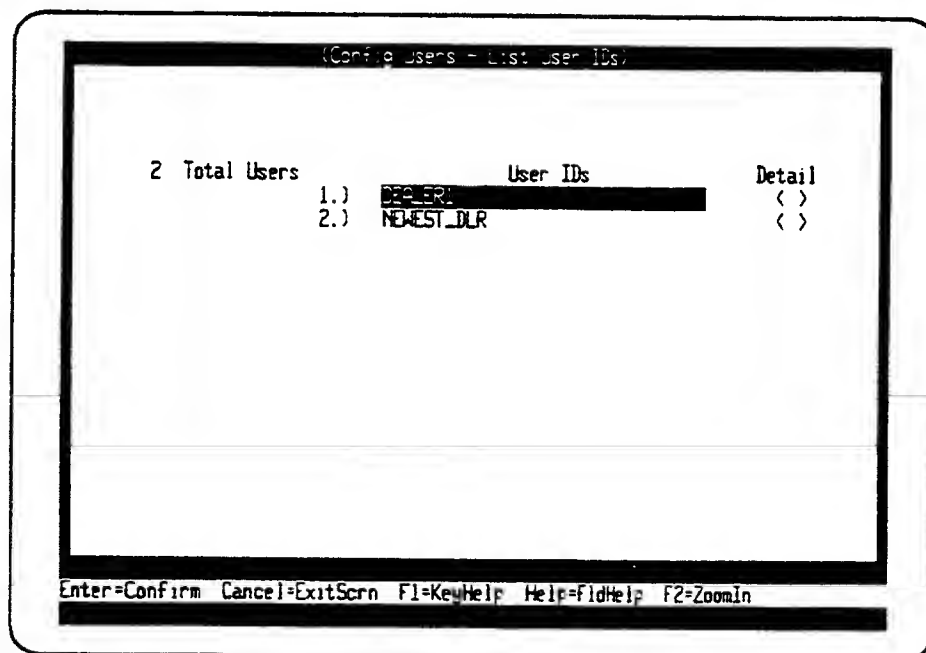 (Config Users - List User IDs)
2 Total Users User IDs Detail
1.) DEALER1 ( )
2.) NEWEST_DLR ( )
Enter=Confirm Cancel=ExitScrn F1=KeyHelp Help=FldHelp F2=ZoomIn